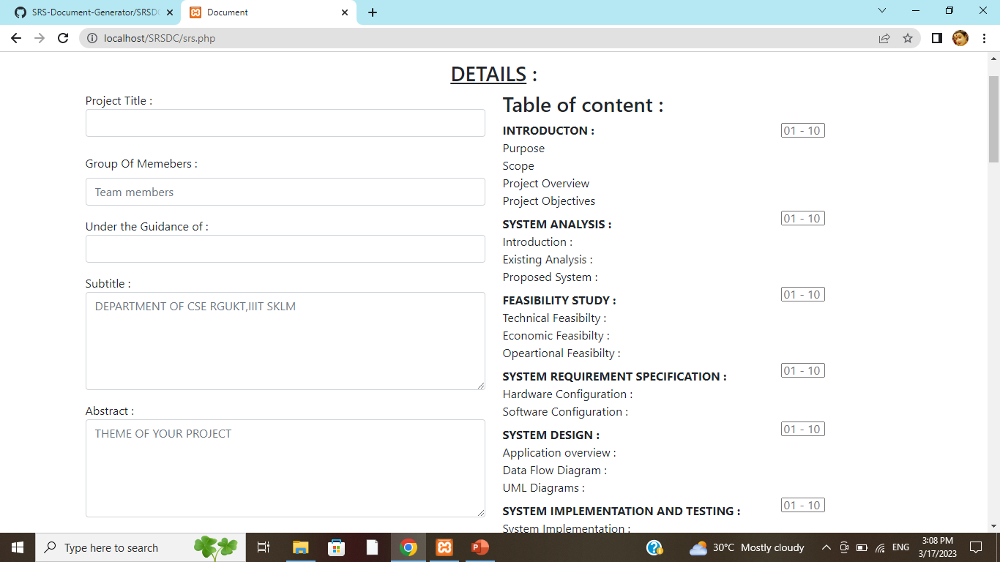 SRS-Document-Generator/SRSDC
Document
localhost/SRSDC/srs.php
DETAILS :
Project Title :
Group Of Memebers :
Team members
Under the Guidance of :
Subtitle :
DEPARTMENT OF CSE RGUKT,IIIT SKLM
Abstract :
THEME OF YOUR PROJECT
Table of content :
INTRODUCTON :
01 - 10
Purpose
Scope
Project Overview
Project Objectives
SYSTEM ANALYSIS :
01 - 10
Introduction :
Existing Analysis :
Proposed System :
FEASIBILITY STUDY :
01 - 10
Technical Feasibilty :
Economic Feasibilty :
Opeartional Feasibilty :
SYSTEM REQUIREMENT SPECIFICATION :
01 - 10
Hardware Configuration :
Software Configuration :
SYSTEM DESIGN :
01 - 10
Application overview :
Data Flow Diagram :
UML Diagrams :
SYSTEM IMPLEMENTATION AND TESTING :
01 - 10
System Implementation :
Type here to search
30°C Mostly cloudy
ENG
3:08 PM
3/17/2023